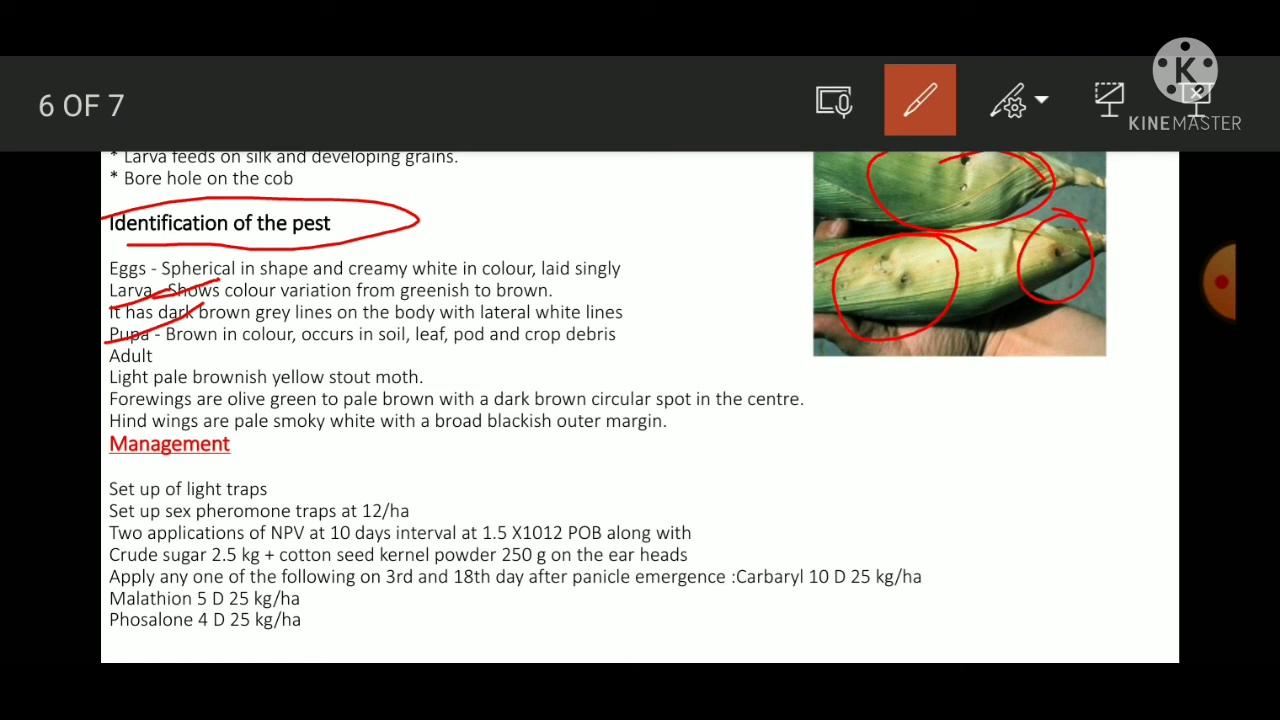 6 OF 7
KINEMASTER
* Larva feeds on silk and developing grains.
* Bore hole on the cob
Identification of the pest
Eggs - Spherical in shape and creamy white in colour, laid singly
Larva - Shows colour variation from greenish to brown.
It has dark brown grey lines on the body with lateral white lines
Pupa - Brown in colour, occurs in soil, leaf, pod and crop debris
Adult
Light pale brownish yellow stout moth.
Forewings are olive green to pale brown with a dark brown circular spot in the centre.
Hind wings are pale smoky white with a broad blackish outer margin.
Management
Set up of light traps
Set up sex pheromone traps at 12/ha
Two applications of NPV at 10 days interval at 1.5 X1012 POB along with
Crude sugar 2.5 kg + cotton seed kernel powder 250 g on the ear heads
Apply any one of the following on 3rd and 18th day after panicle emergence :Carbaryl 10 D 25 kg/ha
Malathion 5 D 25 kg/ha
Phosalone 4 D 25 kg/ha